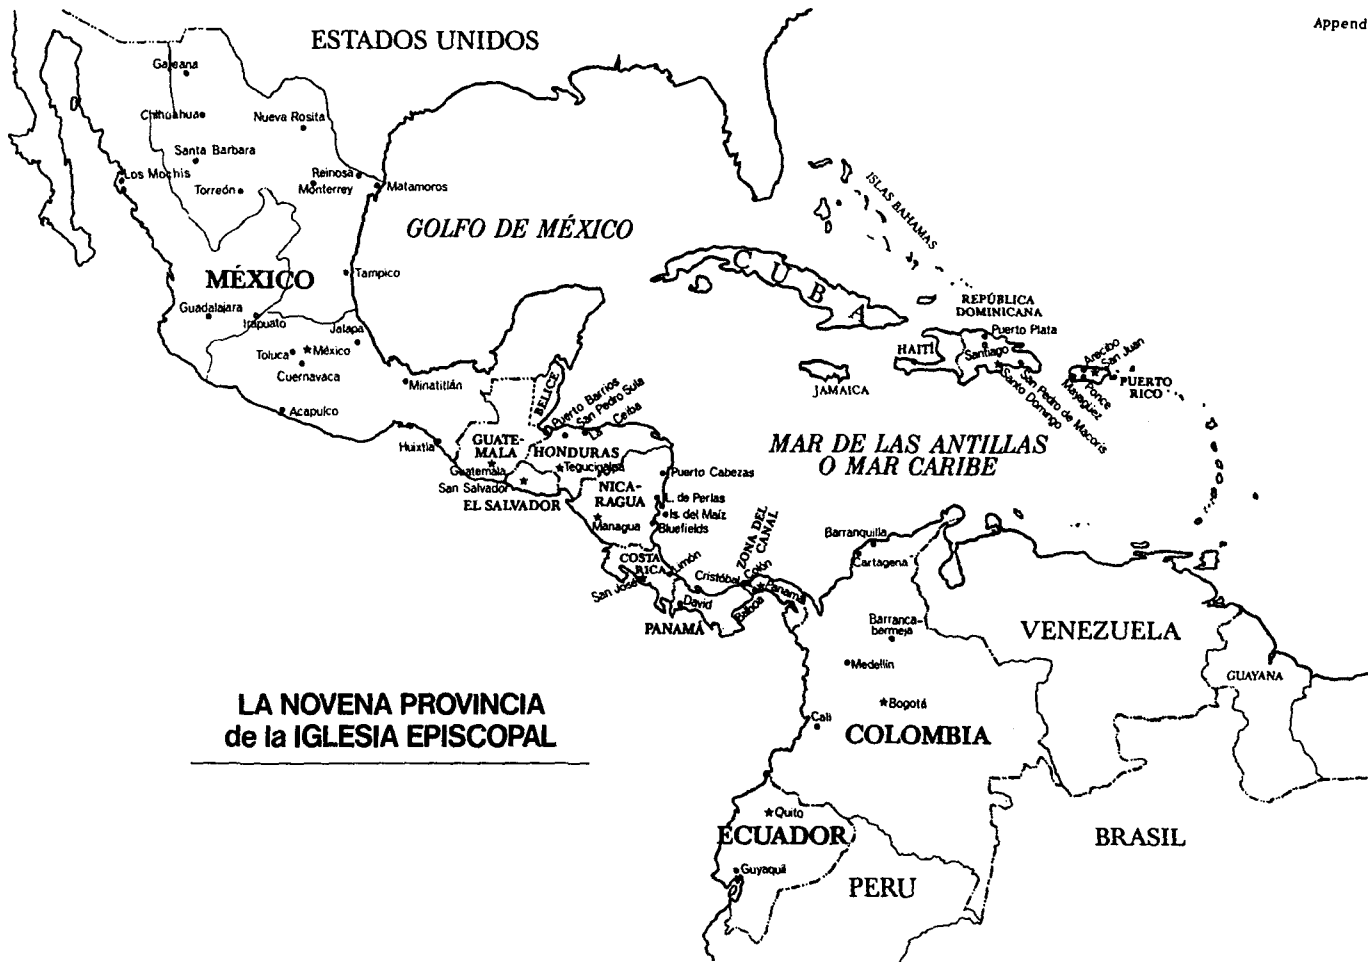 Append
ESTADOS UNIDOS
Galeana
Chihuahua
Nueva Rosita
Santa Barbara
Los Mochis
Torreón
Reinosa
Monterrey
Matamoros
ISLAS BAHAMAS
GOLFO DE MÉXICO
MÉXICO
Tampico
CUBA
Guadalajara
Irapuato
Jalapa
Toluca
México
Cuernavaca
Minatitlán
Acapulco
Huixtla
REPÚBLICA
DOMINICANA
Puerto Plata
HAITÍ
Santiago
San Pedro de Macorís
Santo Domingo
JAMAICA
Arecibo
San Juan
Ponce
Mayagüez
PUERTO
RICO
BELICE
Puerto Barrios
San Pedro Sula
La Ceiba
GUATE-
MALA
Guatemala
HONDURAS
Tegucigalpa
San Salvador
EL SALVADOR
NICA-
RAGUA
Managua
Puerto Cabezas
L. de Perlas
Is. del Maíz
Bluefields
MAR DE LAS ANTILLAS
O MAR CARIBE
COSTA
RICA
Limón
San José
ZONA DEL
CANAL
Cristóbal
Colón
Panamá
Balboa
David
PANAMÁ
Barranquilla
Cartagena
Barranca-
bermeja
Medellín
Bogotá
Cali
COLOMBIA
VENEZUELA
GUAYANA
LA NOVENA PROVINCIA
de la IGLESIA EPISCOPAL
Quito
ECUADOR
Guyaquil
PERU
BRASIL